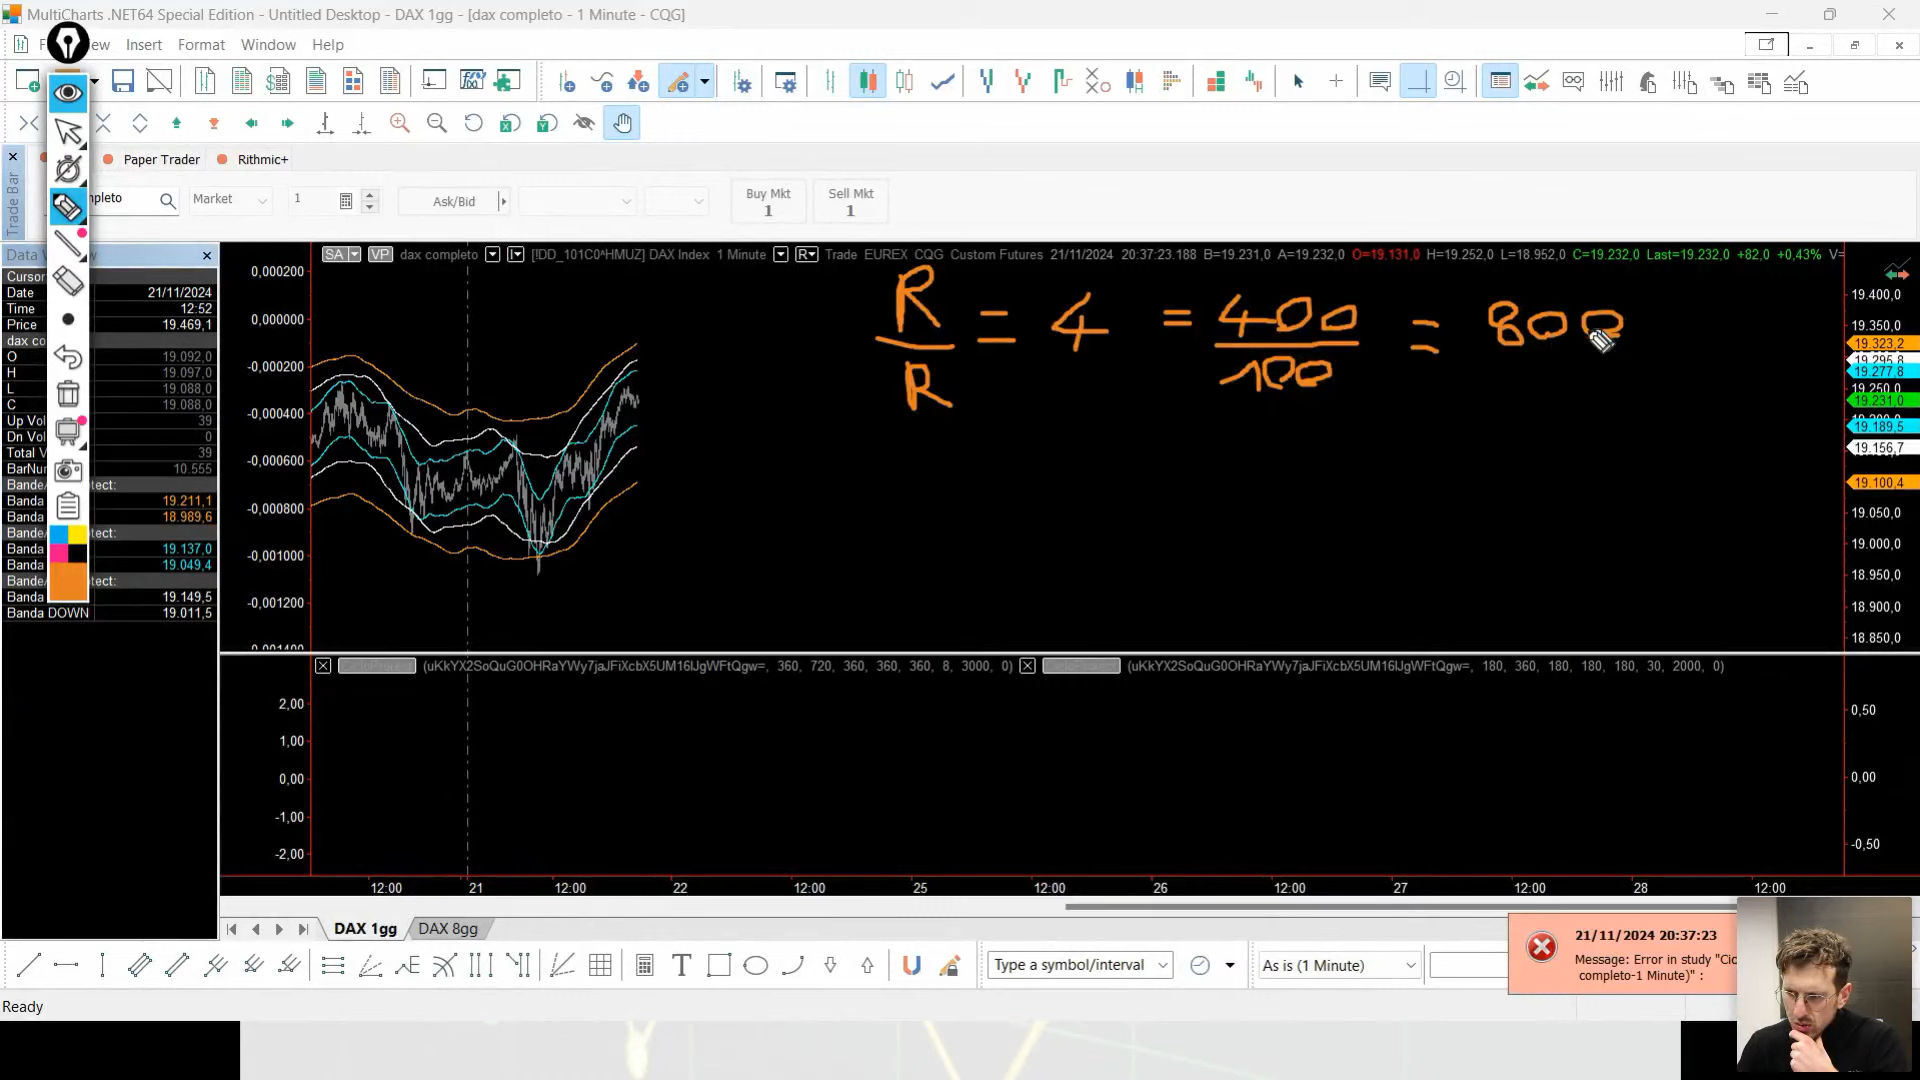 MultiCharts .NET64 Special Edition - Untitled Desktop - DAX 1gg - [dax completo - 1 Minute - CQG]
Insert Format Window Help
Paper Trader Rithmic+
Trade Bar
Market 1 Ask/Bid Buy Mkt 1 Sell Mkt 1
Date 21/11/2024
Time 12:52
Price 19.469,1
dax co
O 19.092,0
H 19.097,0
L 19.088,0
C 19.088,0
Up Vol 39
Dn Vol 0
Total V 39
BarNu 10.555
Banda 19.211,1
Banda 18.989,6
Banda 19.137,0
Banda 19.049,4
Banda 19.149,5
Banda DOWN 19.011,5
SA VP dax completo [!DD_101C0^HMUZ] DAX Index 1 Minute R Trade EUREX CQG Custom Futures 21/11/2024 20:37:23.188 B=19.231,0 A=19.232,0 O=19.131,0 H=19.252,0 L=18.952,0 C=19.232,0 Last=19.232,0 +82,0 +0,43% V=
0,000200
0,000000
-0,000200
-0,000400
-0,000600
-0,000800
-0,001000
-0,001200
R/R = 4 = 400/100 = 800
19.400,0
19.350,0
19.323,2
19.295,8
19.277,8
19.250,0
19.231,0
19.189,5
19.156,7
19.100,4
19.050,0
19.000,0
18.950,0
18.900,0
18.850,0
(uKkYX2SoQuG0OHRaYWy7jaJFiXcbX5UM16lJgWFtQgw=, 360, 720, 360, 360, 360, 8, 3000, 0) (uKkYX2SoQuG0OHRaYWy7jaJFiXcbX5UM16lJgWFtQgw=, 180, 360, 180, 180, 180, 30, 2000, 0)
2,00
1,00
0,00
-1,00
-2,00
0,50
0,00
-0,50
12:00 21 12:00 22 12:00 25 12:00 26 12:00 27 12:00 28 12:00
DAX 1gg DAX 8gg
Type a symbol/interval As is (1 Minute)
21/11/2024 20:37:23
Message: Error in study "Cic
completo-1 Minute)" :
Ready